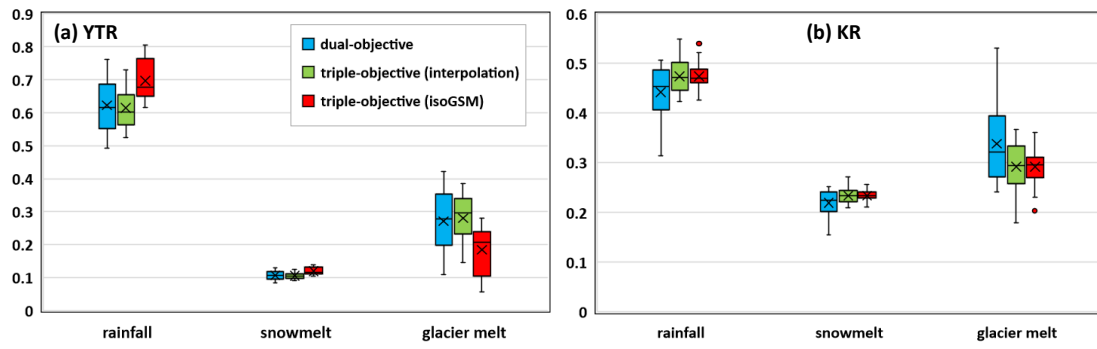 (a) YTR
0.9
0.8
0.7
0.6
0.5
0.4
0.3
0.2
0.1
0
dual-objective
triple-objective (interpolation)
triple-objective (isoGSM)
rainfall snowmelt glacier melt
(b) KR
0.6
0.5
0.4
0.3
0.2
0.1
0
rainfall snowmelt glacier melt